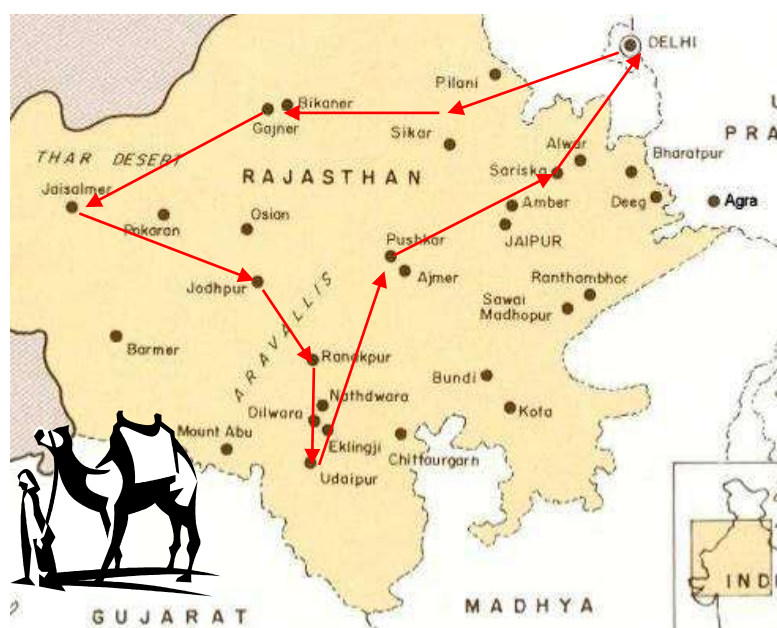 DELHI
Pilani
Bikaner
Gajner
Sikar
THAR DESERT
Alwar
Bharatpur
RAJASTHAN
Sariska
Jaisalmer
Amber
Deeg
Agra
Pokaran
Osian
Pushkar
JAIPUR
Ajmer
Ranthambhor
Jodhpur
Sawai
Madhopur
ARAVALLIS
Barmer
Ranakpur
Bundi
Nathdwara
Dilwara
Kota
Mount Abu
Eklingji
Chittaurgarh
Udaipur
U
PRA
IND
GUJARAT
MADHYA